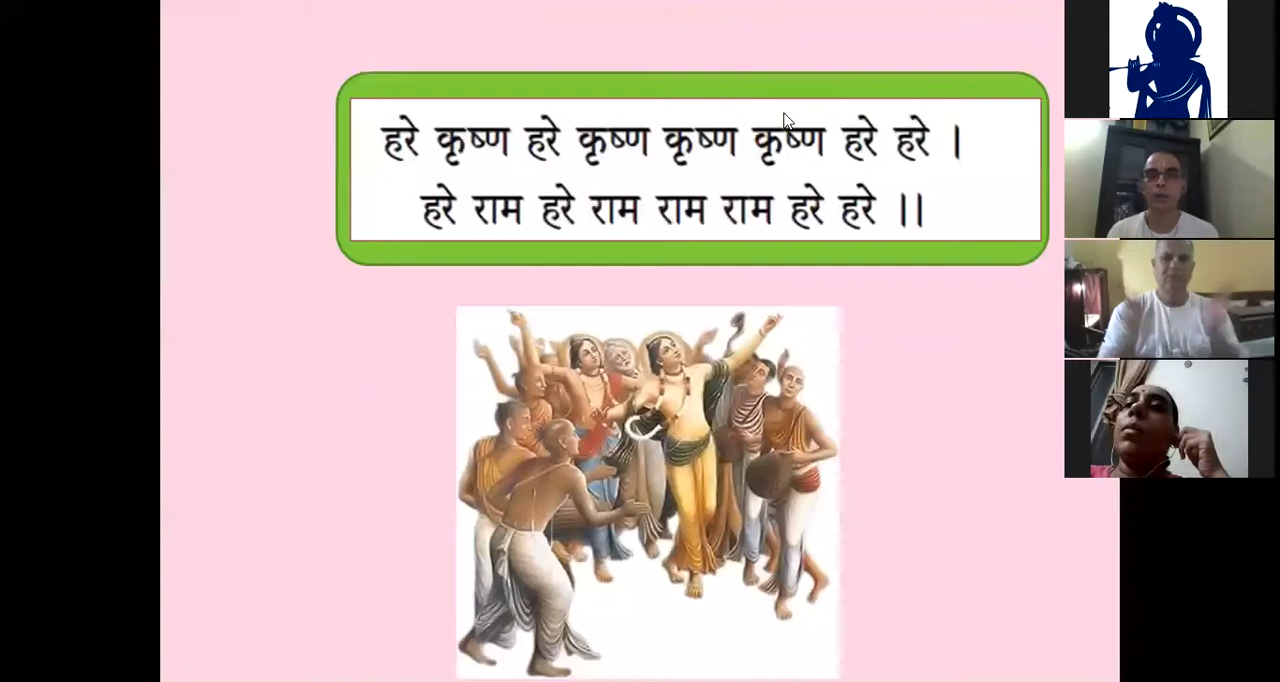 हरे कृष्ण हरे कृष्ण कृष्ण कृष्ण हरे हरे ।
हरे राम हरे राम राम राम हरे हरे ।।